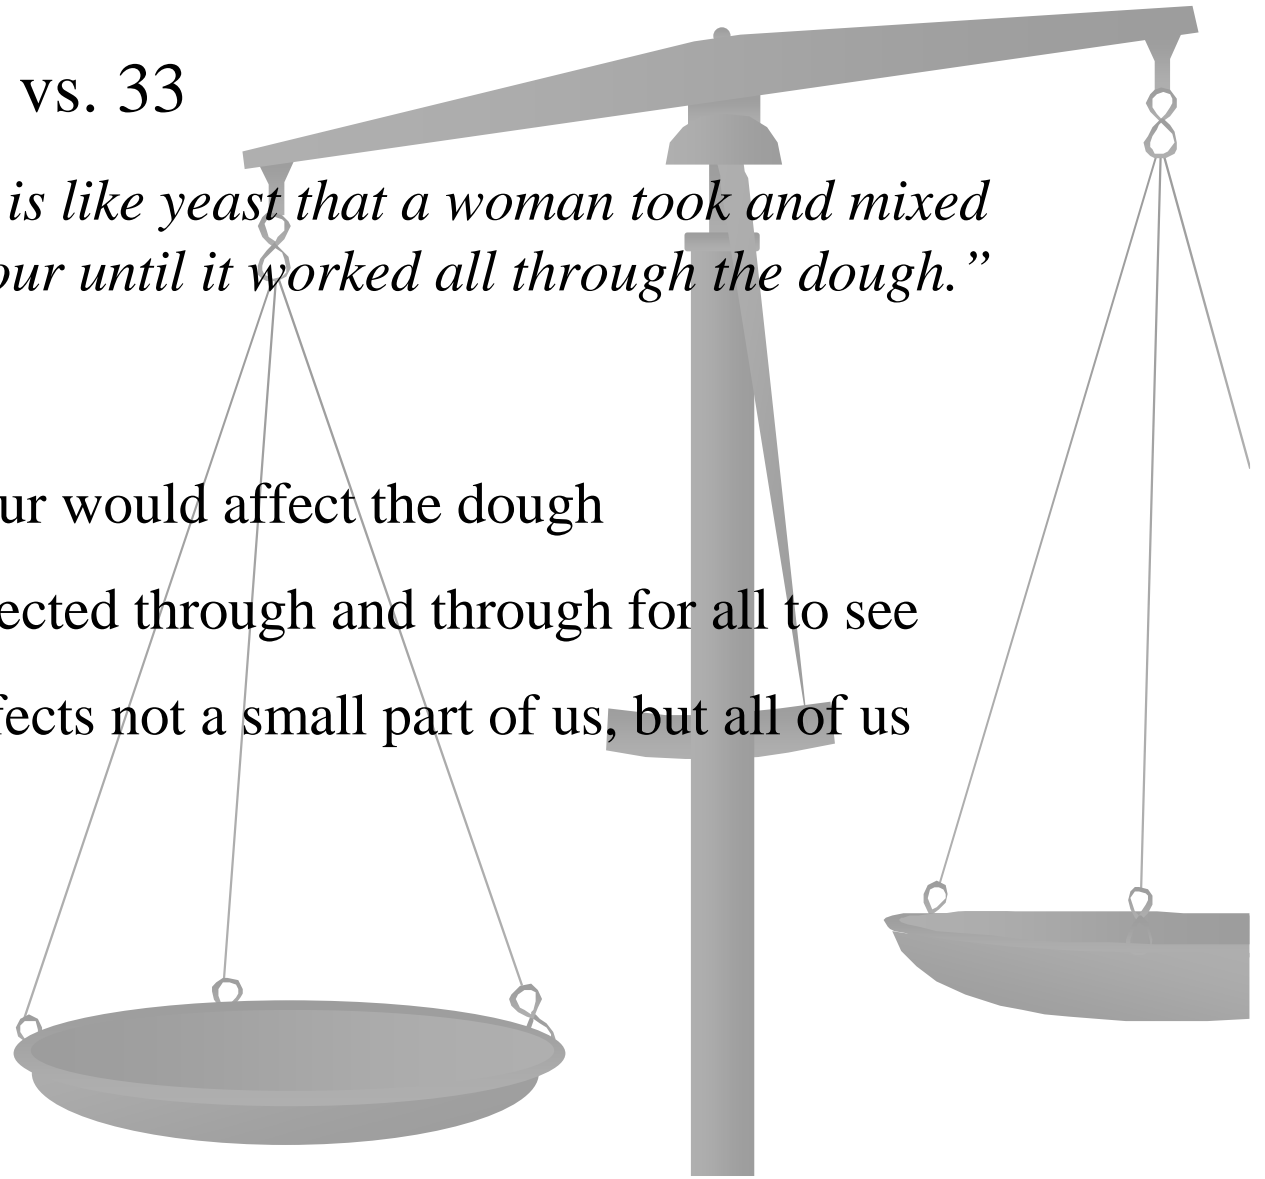 vs. 33
is like yeast that a woman took and mixed
our until it worked all through the dough.”
ur would affect the dough
ected through and through for all to see
fects not a small part of us, but all of us